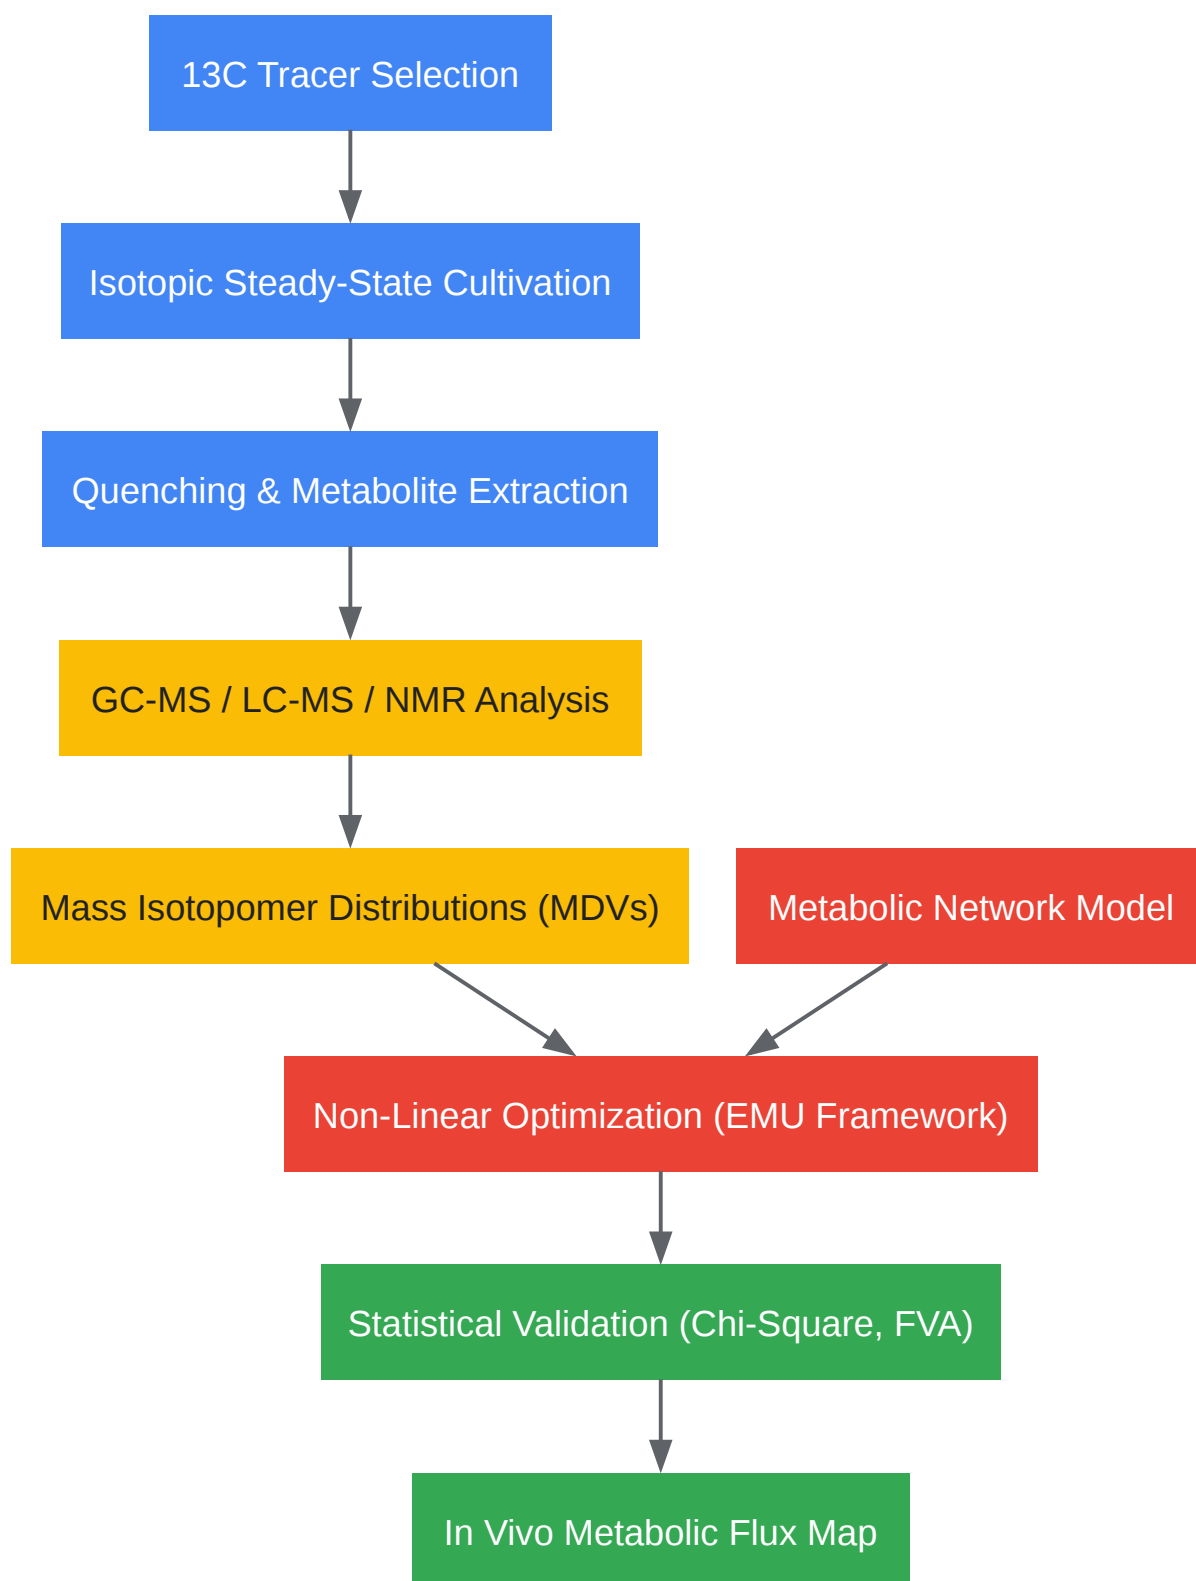 13C Tracer Selection
Isotopic Steady-State Cultivation
Quenching & Metabolite Extraction
GC-MS / LC-MS / NMR Analysis
Mass Isotopomer Distributions (MDVs)
Metabolic Network Model
Non-Linear Optimization (EMU Framework)
Statistical Validation (Chi-Square, FVA)
In Vivo Metabolic Flux Map